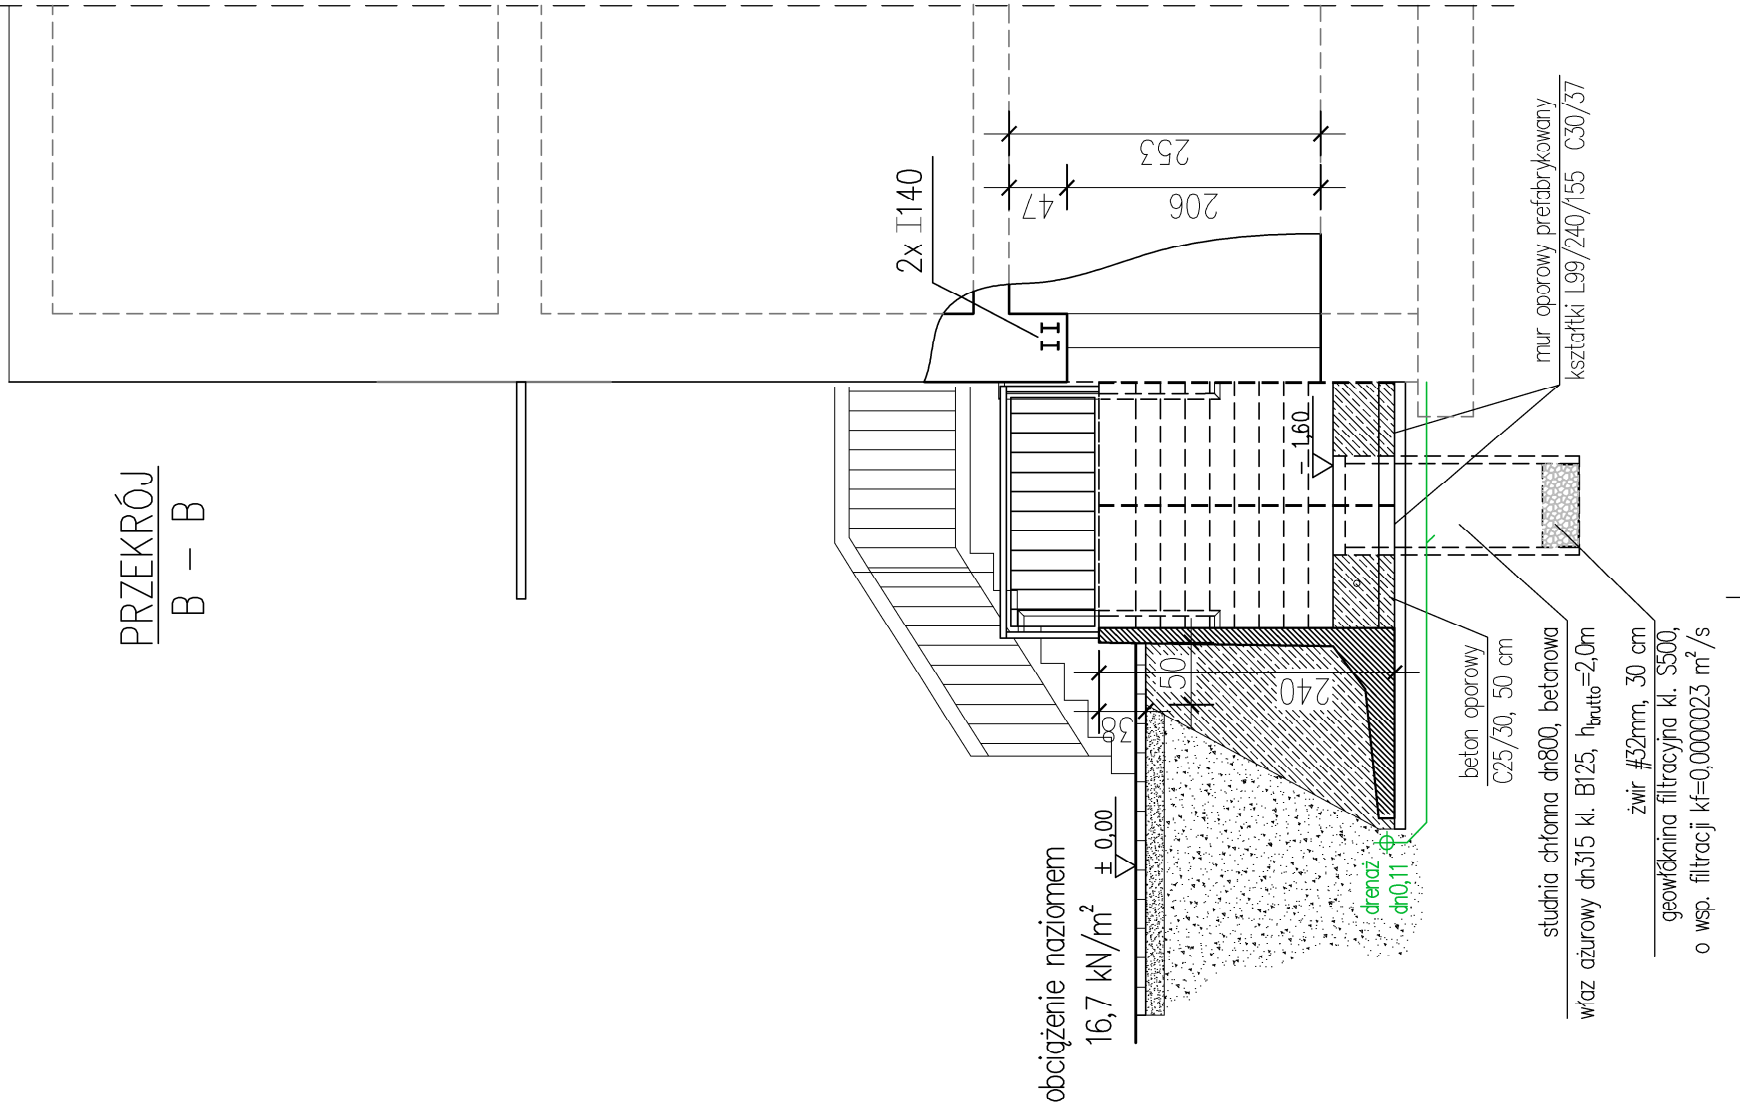 PRZEKRÓJ
B – B
2x II140
253
47
206
mur oporowy prefabrykowany
kształtki L99/240/155 C30/37
– 1,60
50
240
38
beton oporowy
C25/30, 50 cm
± 0,00
obciążenie naziomem
16,7 kN/m²
drenaż
dn0,11
studnia chłonna dn800, betonowa
właz ażurowy dn315 kl. B125, hbrutto=2,0m
żwir #32mm, 30 cm
geowłóknina filtracyjna kl. S500,
o wsp. filtracji kf=0,0000023 m²/s